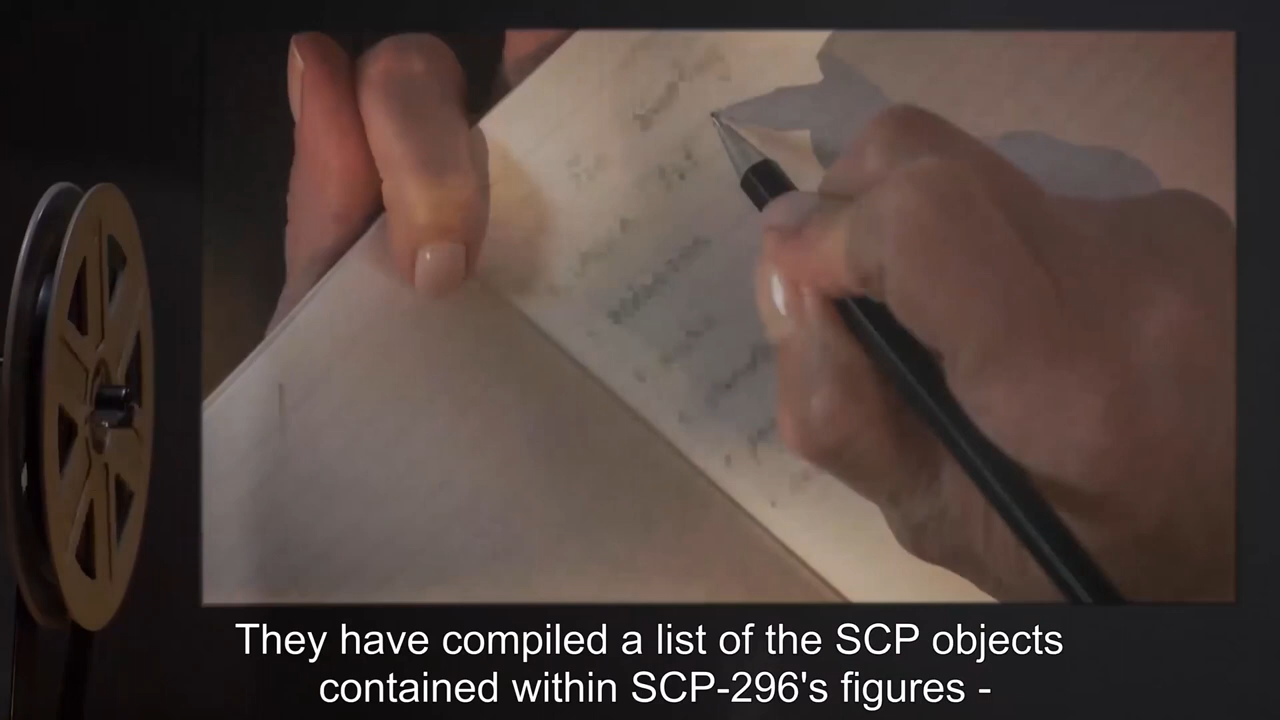 They have compiled a list of the SCP objects
contained within SCP-296's figures -